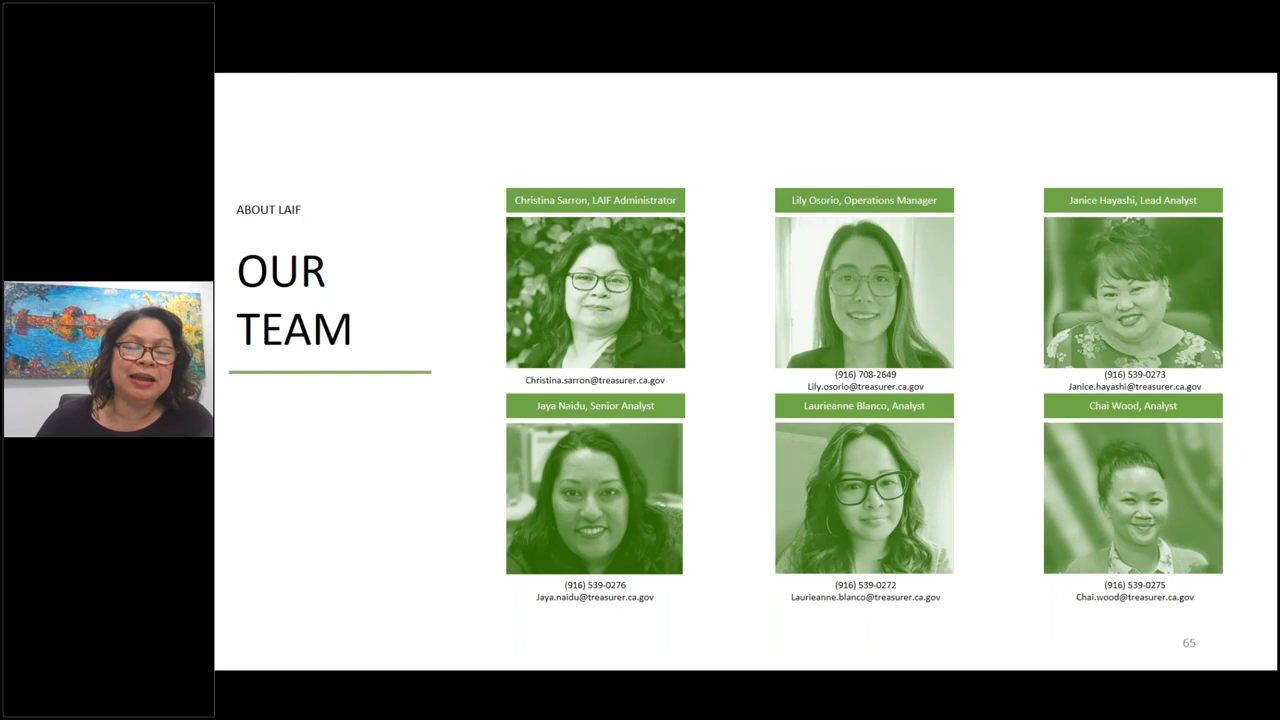 ABOUT LAIF
OUR
TEAM
Christina Sarron, LAIF Administrator
Christina.sarron@treasurer.ca.gov
Lily Osorio, Operations Manager
(916) 708-2649
Lily.osorio@treasurer.ca.gov
Janice Hayashi, Lead Analyst
(916) 539-0273
Janice.hayashi@treasurer.ca.gov
Jaya Naidu, Senior Analyst
(916) 539-0276
Jaya.naidu@treasurer.ca.gov
Laurieanne Blanco, Analyst
(916) 539-0272
Laurieanne.blanco@treasurer.ca.gov
Chai Wood, Analyst
(916) 539-0275
Chai.wood@treasurer.ca.gov
65